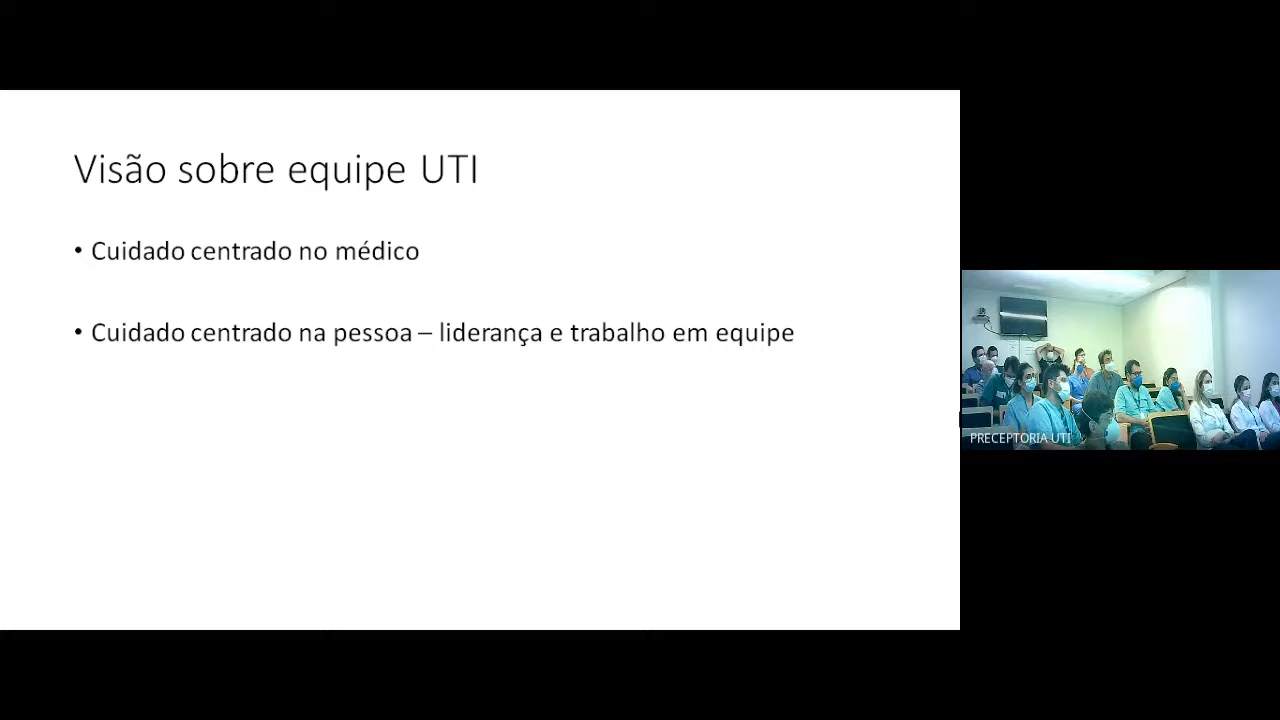 Visão sobre equipe UTI
• Cuidado centrado no médico
• Cuidado centrado na pessoa – liderança e trabalho em equipe
PRECEPTORIA UTI